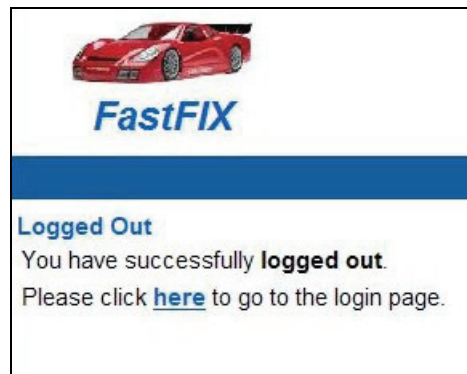 FastFIX
Logged Out
You have successfully logged out.
Please click here to go to the login page.